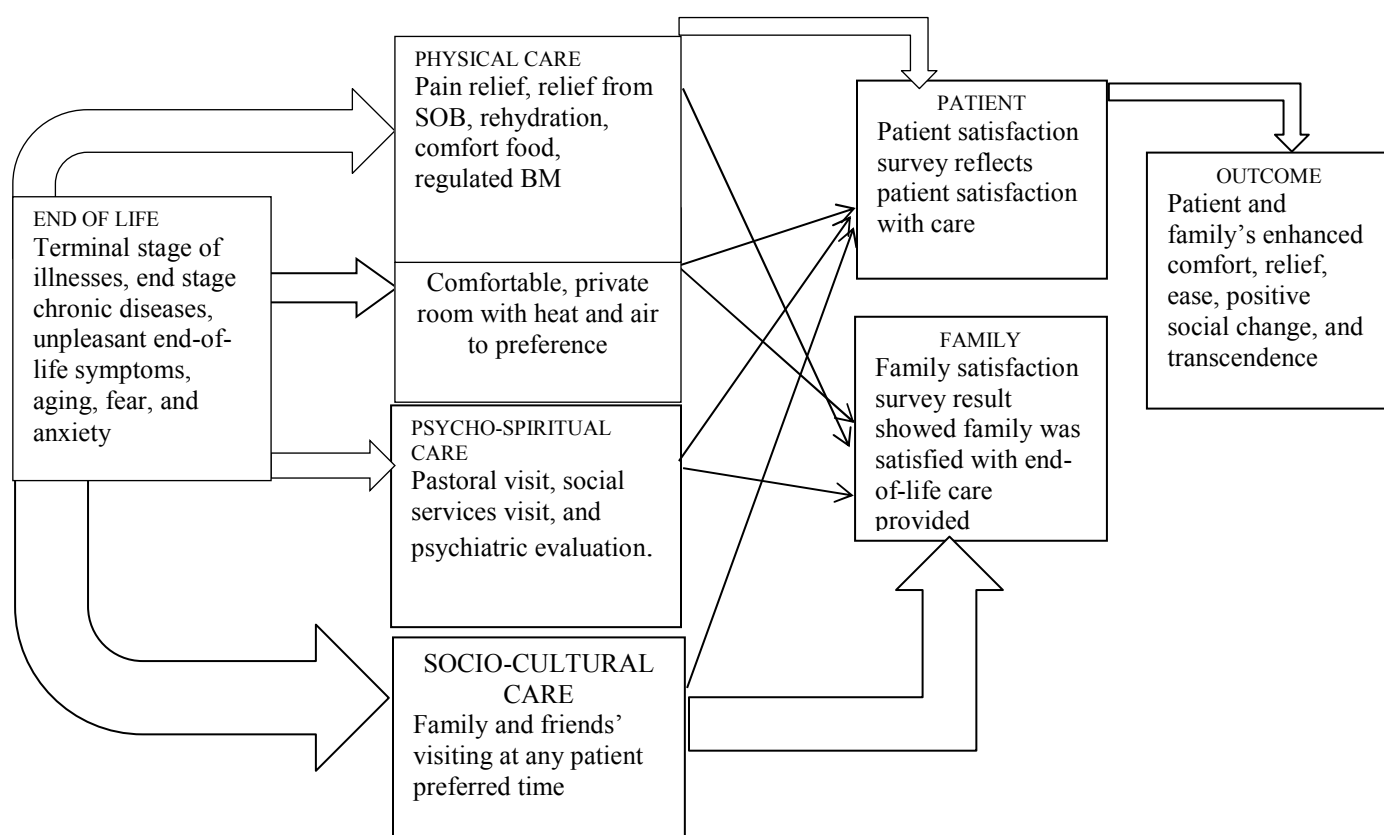 END OF LIFE
Terminal stage of
illnesses, end stage
chronic diseases,
unpleasant end-of-
life symptoms,
aging, fear, and
anxiety
PHYSICAL CARE
Pain relief, relief from
SOB, rehydration,
comfort food,
regulated BM
Comfortable, private
room with heat and air
to preference
PSYCHO-SPIRITUAL
CARE
Pastoral visit, social
services visit, and
psychiatric evaluation.
SOCIO-CULTURAL
CARE
Family and friends’
visiting at any patient
preferred time
PATIENT
Patient satisfaction
survey reflects
patient satisfaction
with care
FAMILY
Family satisfaction
survey result
showed family was
satisfied with end-
of-life care
provided
OUTCOME
Patient and
family’s enhanced
comfort, relief,
ease, positive
social change, and
transcendence